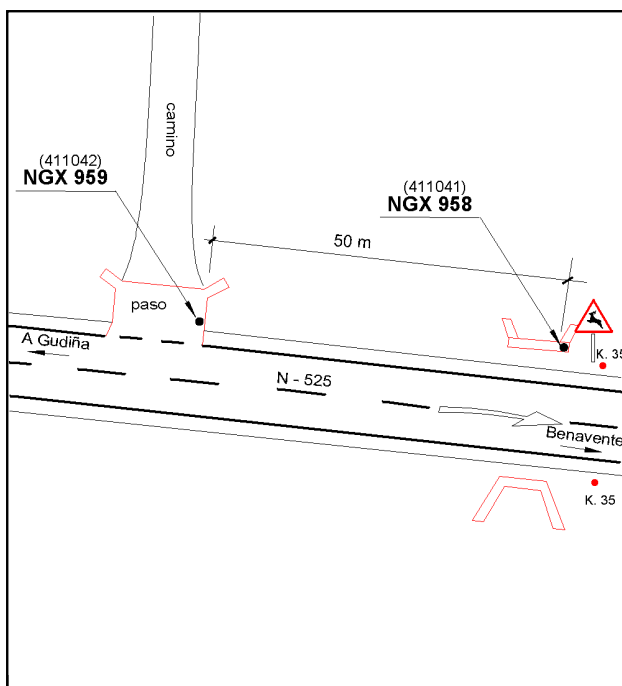 camino
(411042)
NGX 959
(411041)
NGX 958
50 m
paso
K. 35
A Gudiña
N - 525
Benavente
K. 35